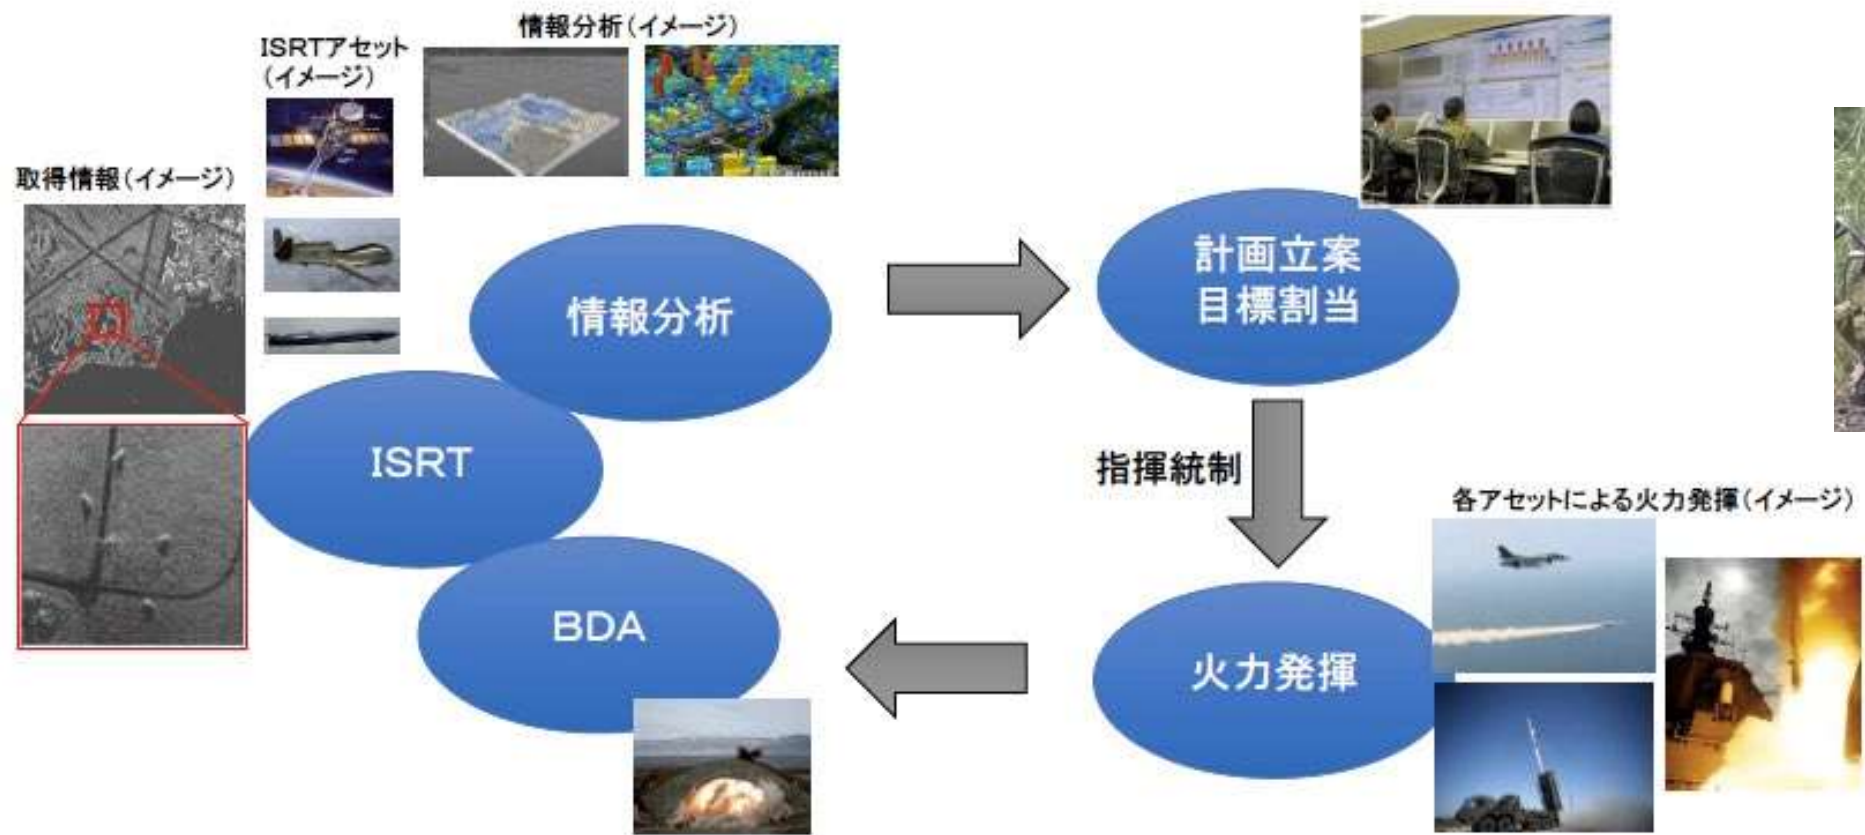 情報分析(イメージ)
ISRTアセット
(イメージ)
取得情報(イメージ)
情報分析
計画立案
目標割当
ISRT
指揮統制
各アセットによる火力発揮(イメージ)
BDA
火力発揮